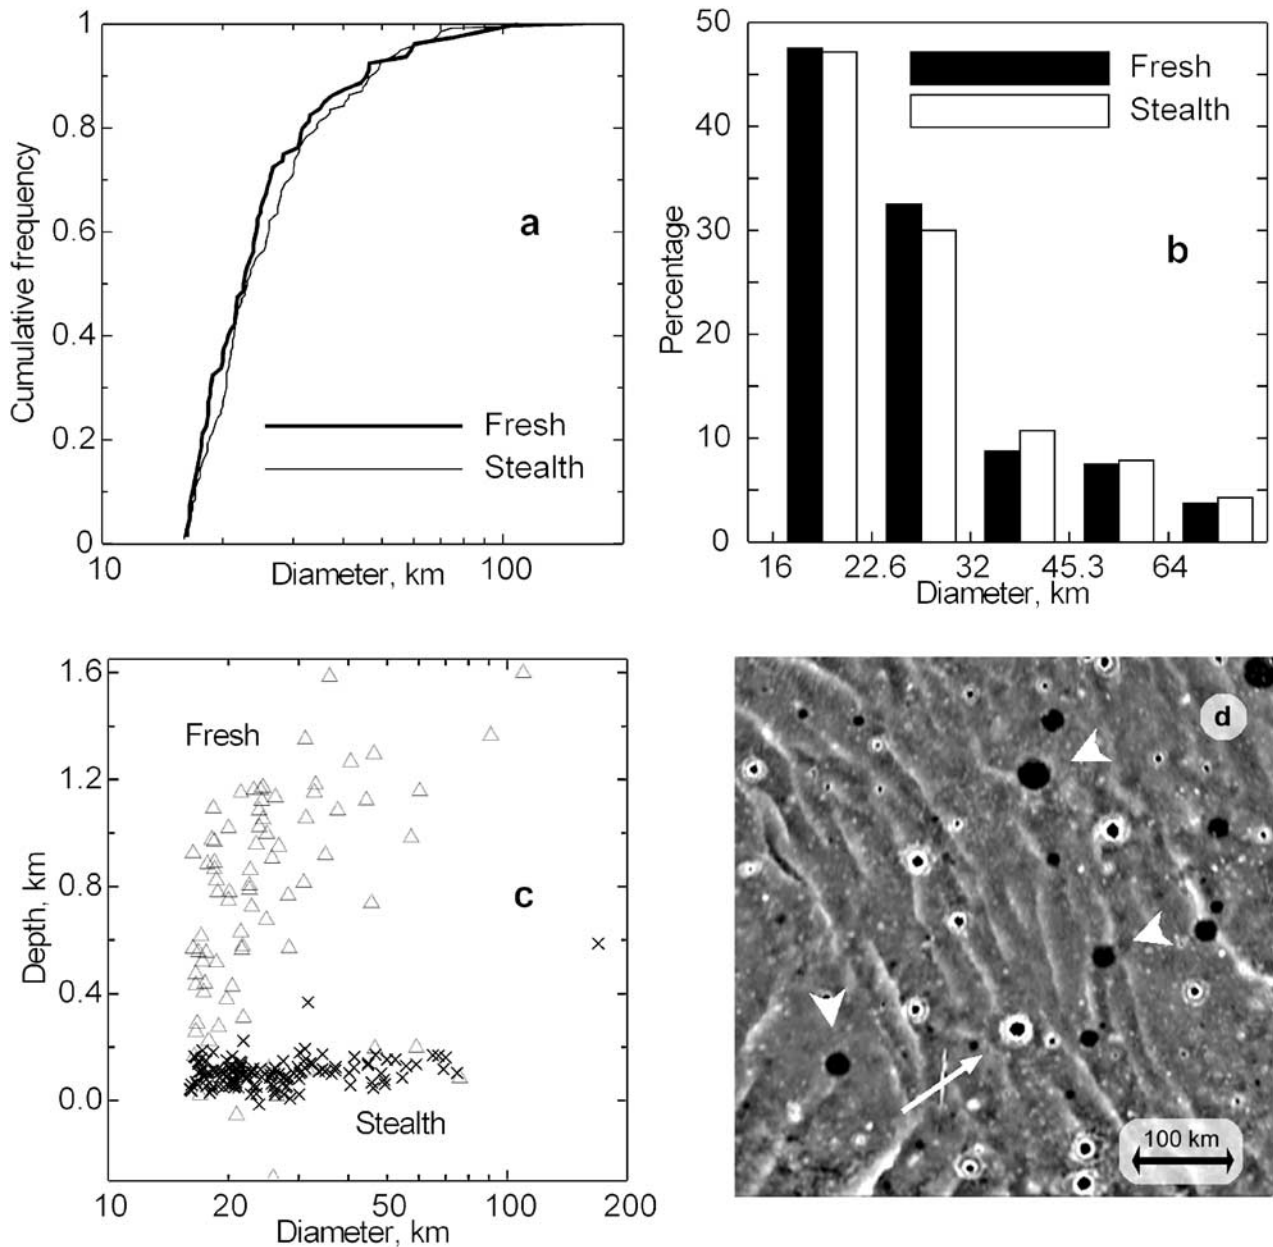 1
0.8
0.6
0.4
0.2
0
Cumulative frequency
a
Fresh
Stealth
10
100
Diameter, km
50
40
30
20
10
0
Percentage
Fresh
Stealth
b
16
22.6
32
45.3
64
Diameter, km
1.6
1.2
0.8
0.4
0.0
Depth, km
Fresh
c
Stealth
10
20
50
100
200
Diameter, km
d
100 km